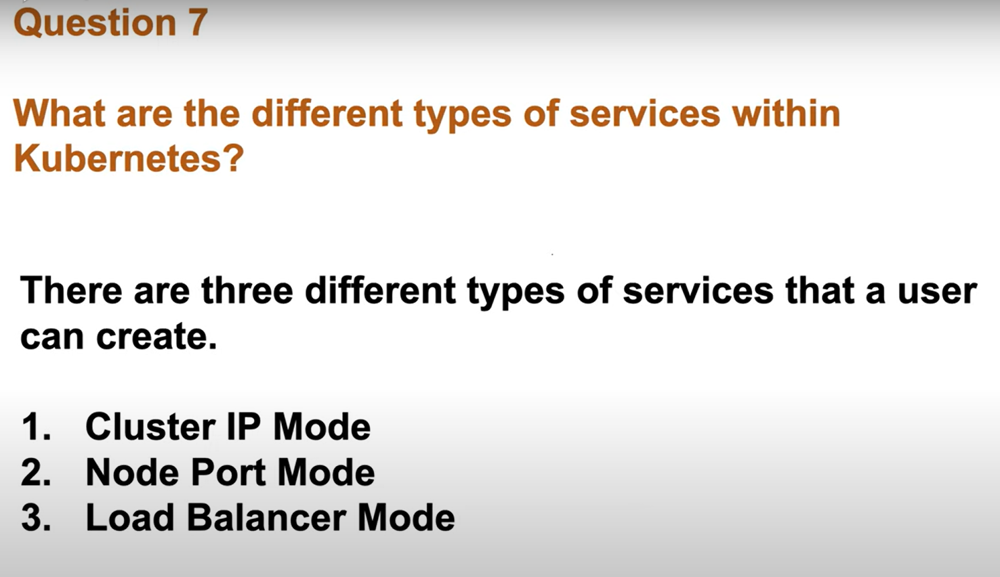 Question 7
What are the different types of services within
Kubernetes?
There are three different types of services that a user
can create.
1. Cluster IP Mode
2. Node Port Mode
3. Load Balancer Mode